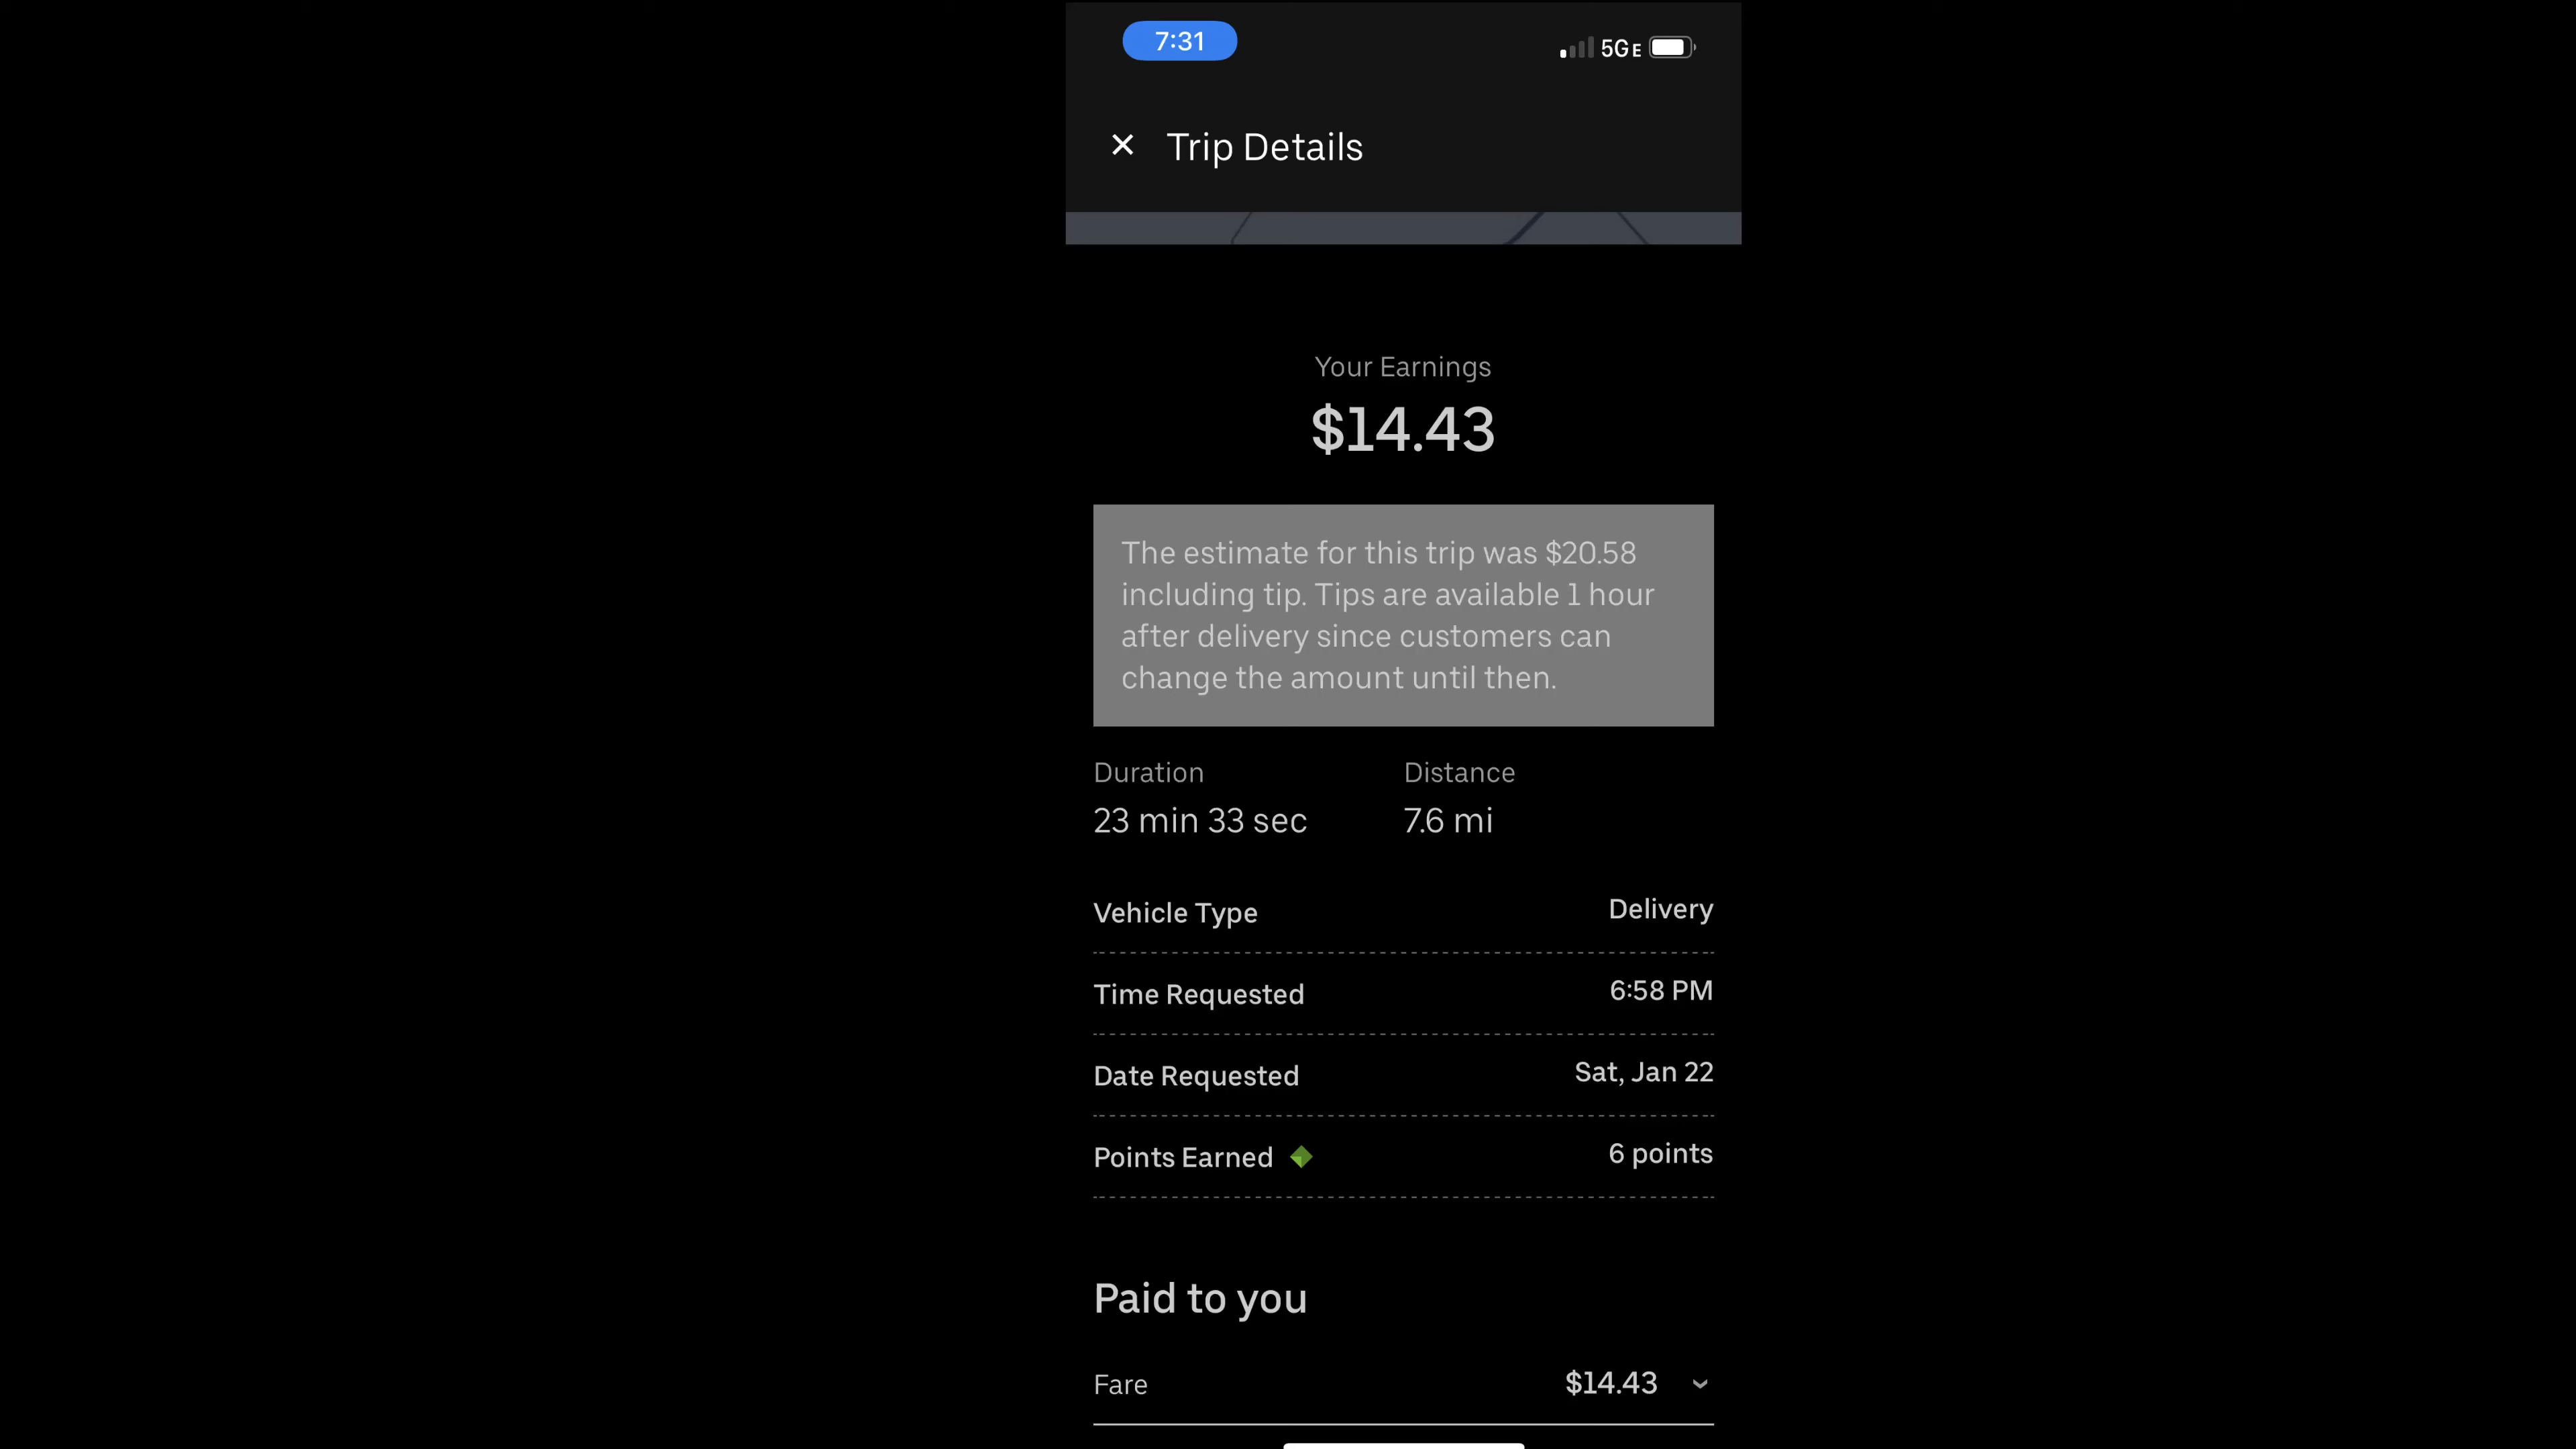 7:31
5GE
Trip Details
Your Earnings
$14.43
The estimate for this trip was $20.58
including tip. Tips are available 1 hour
after delivery since customers can
change the amount until then.
Duration Distance
23 min 33 sec 7.6 mi
Vehicle Type Delivery
Time Requested 6:58 PM
Date Requested Sat, Jan 22
Points Earned 6 points
Paid to you
Fare $14.43